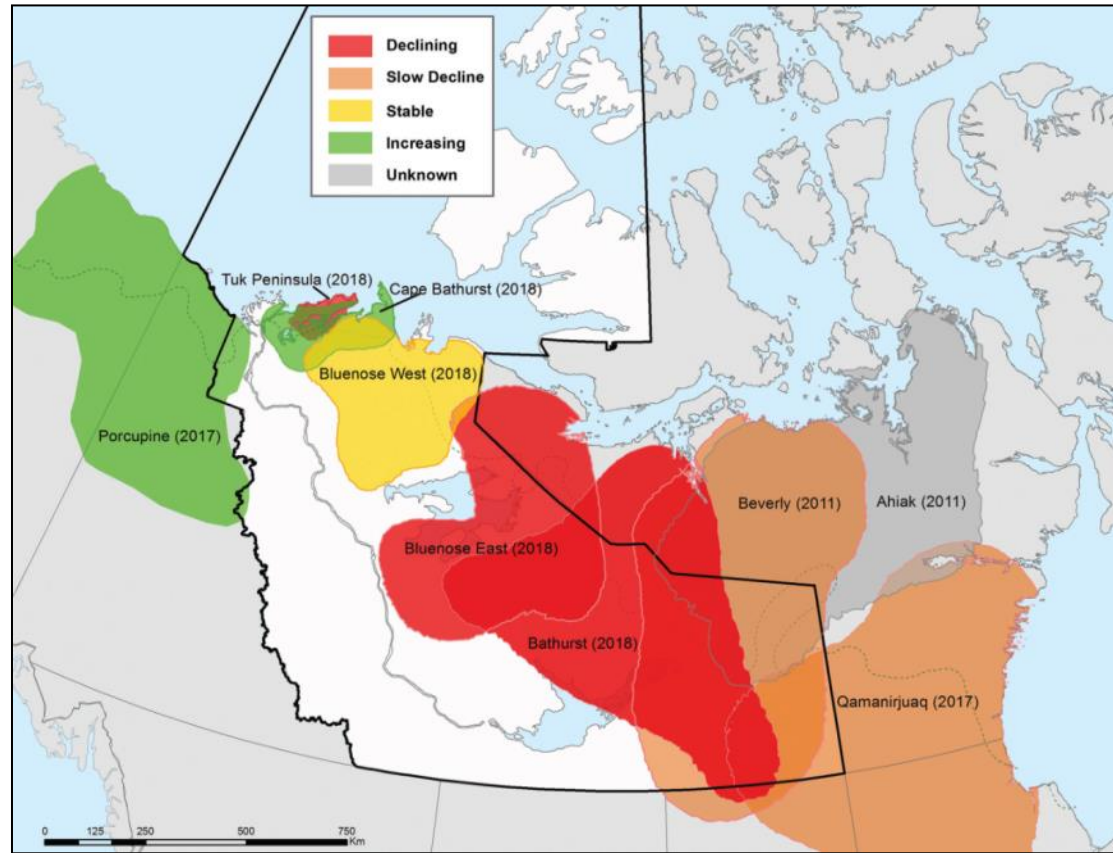 Declining
Slow Decline
Stable
Increasing
Unknown
Tuk Peninsula (2018)
Cape Bathurst (2018)
Bluenose West (2018)
Porcupine (2017)
Beverly (2011)
Ahiak (2011)
Bluenose East (2018)
Bathurst (2018)
Qamanirjuaq (2017)
0 125 250 500 750
Km